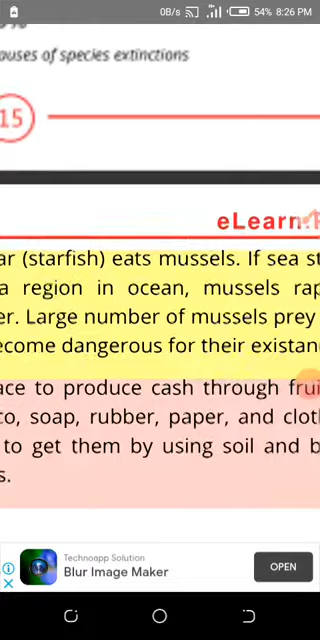 0B/s 54% 8:26 PM
auses of species extinctions
15
eLearn.
ar (starfish) eats mussels. If sea st
a region in ocean, mussels rap
er. Large number of mussels prey
ecome dangerous for their existan
ace to produce cash through frui
co, soap, rubber, paper, and clot
to get them by using soil and b
s.
Technoapp Solution
Blur Image Maker
OPEN